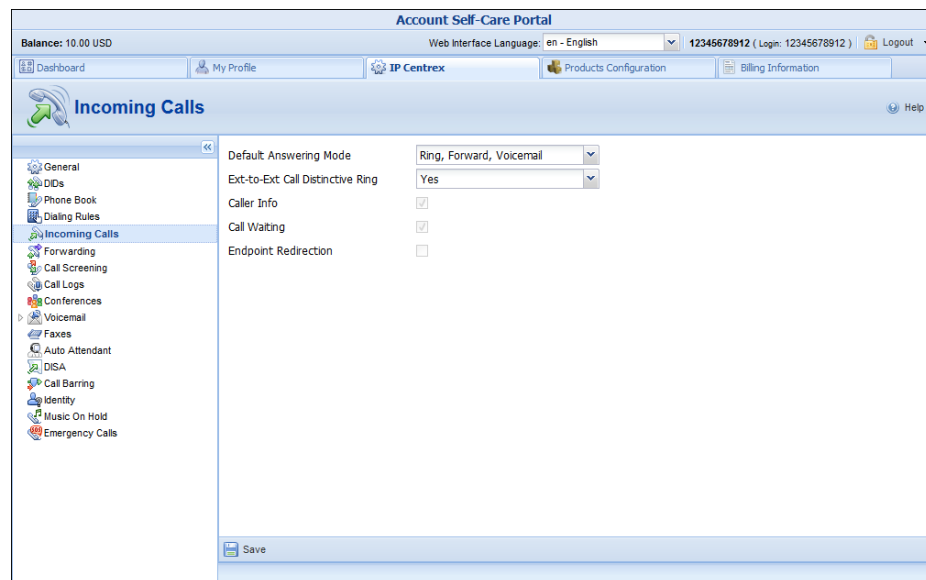 Account Self-Care Portal
Balance: 10.00 USD Web Interface Language: en - English 12345678912 ( Login: 12345678912 ) Logout
Dashboard My Profile IP Centrex Products Configuration Billing Information
Incoming Calls Help
General
DIDs
Phone Book
Dialing Rules
Incoming Calls
Forwarding
Call Screening
Call Logs
Conferences
Voicemail
Faxes
Auto Attendant
DISA
Call Barring
Identity
Music On Hold
Emergency Calls
Default Answering Mode Ring, Forward, Voicemail
Ext-to-Ext Call Distinctive Ring Yes
Caller Info
Call Waiting
Endpoint Redirection
Save